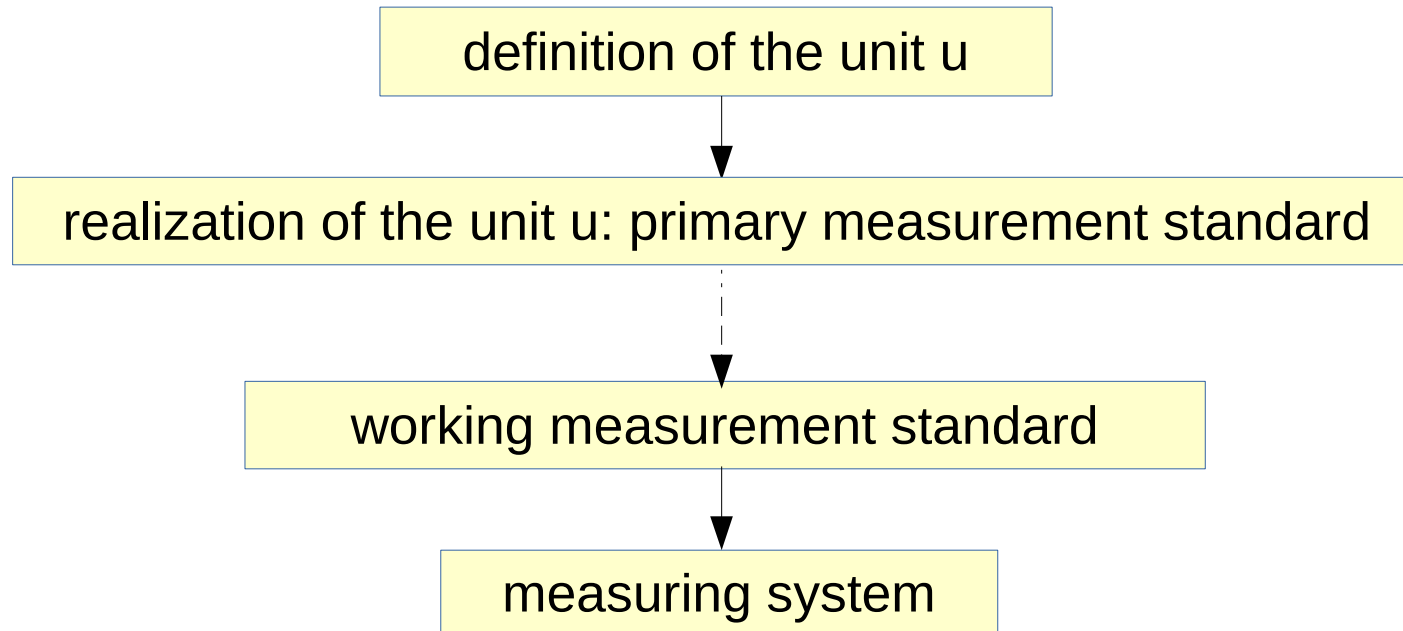 definition of the unit u
realization of the unit u: primary measurement standard
working measurement standard
measuring system